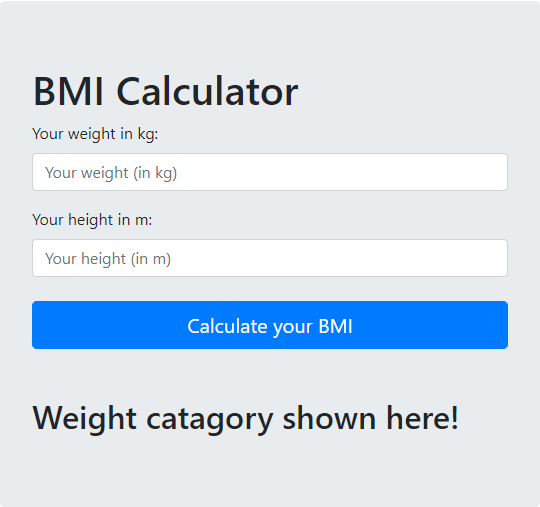 BMI Calculator
Your weight in kg:
Your weight (in kg)
Your height in m:
Your height (in m)
Calculate your BMI
Weight catagory shown here!